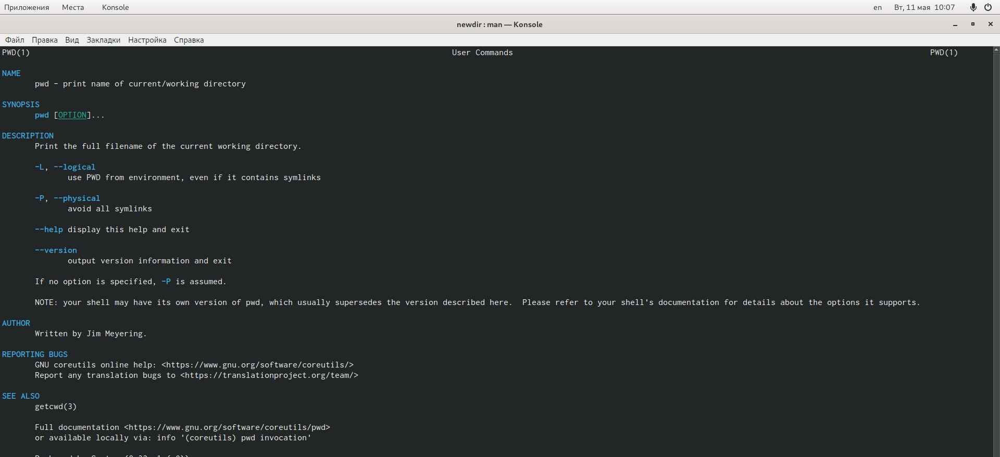 Приложения Места Konsole en Вт, 11 мая 10:07
newdir : man — Konsole
Файл Правка Вид Закладки Настройка Справка
PWD(1) User Commands PWD(1)
NAME
pwd - print name of current/working directory
SYNOPSIS
pwd [OPTION]...
DESCRIPTION
Print the full filename of the current working directory.
-L, --logical
use PWD from environment, even if it contains symlinks
-P, --physical
avoid all symlinks
--help display this help and exit
--version
output version information and exit
If no option is specified, -P is assumed.
NOTE: your shell may have its own version of pwd, which usually supersedes the version described here.  Please refer to your shell's documentation for details about the options it supports.
AUTHOR
Written by Jim Meyering.
REPORTING BUGS
GNU coreutils online help: <https://www.gnu.org/software/coreutils/>
Report any translation bugs to <https://translationproject.org/team/>
SEE ALSO
getcwd(3)
Full documentation <https://www.gnu.org/software/coreutils/pwd>
or available locally via: info '(coreutils) pwd invocation'